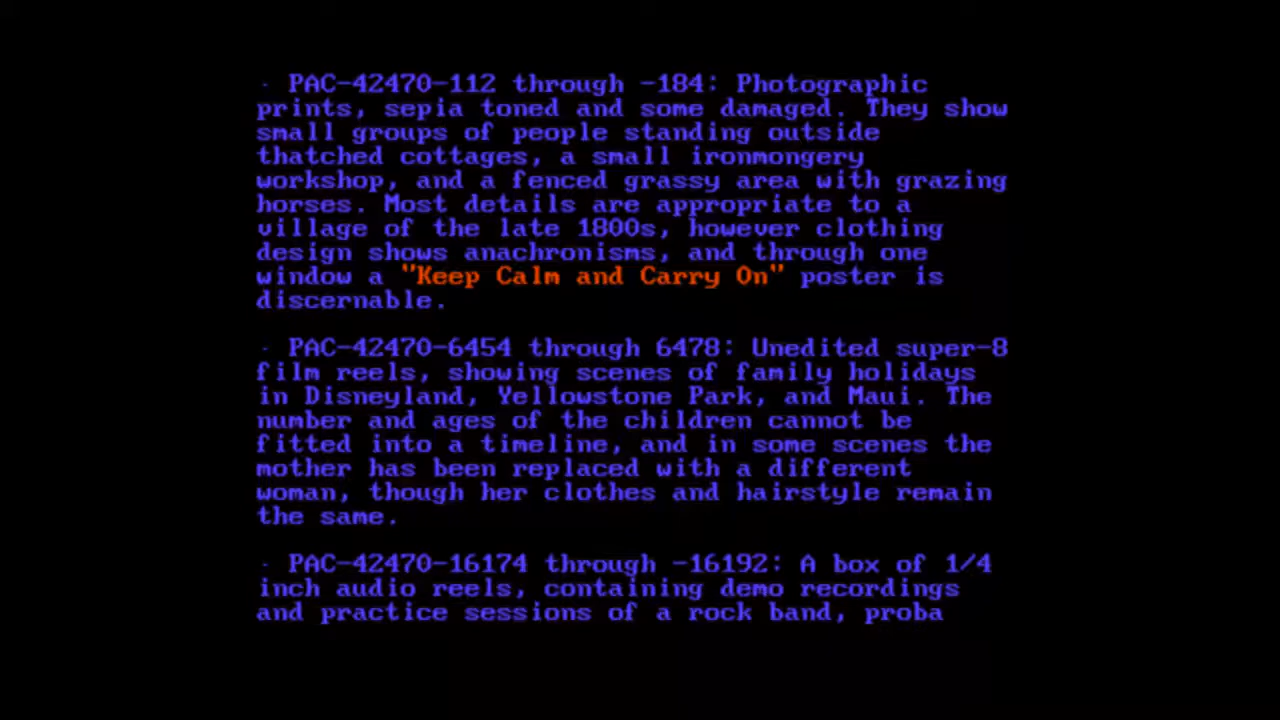 · PAC-42470-112 through -184: Photographic
prints, sepia toned and some damaged. They show
small groups of people standing outside
thatched cottages, a small ironmongery
workshop, and a fenced grassy area with grazing
horses. Most details are appropriate to a
village of the late 1800s, however clothing
design shows anachronisms, and through one
window a "Keep Calm and Carry On" poster is
discernable.
· PAC-42470-6454 through 6478: Unedited super-8
film reels, showing scenes of family holidays
in Disneyland, Yellowstone Park, and Maui. The
number and ages of the children cannot be
fitted into a timeline, and in some scenes the
mother has been replaced with a different
woman, though her clothes and hairstyle remain
the same.
· PAC-42470-16174 through -16192: A box of 1/4
inch audio reels, containing demo recordings
and practice sessions of a rock band, proba